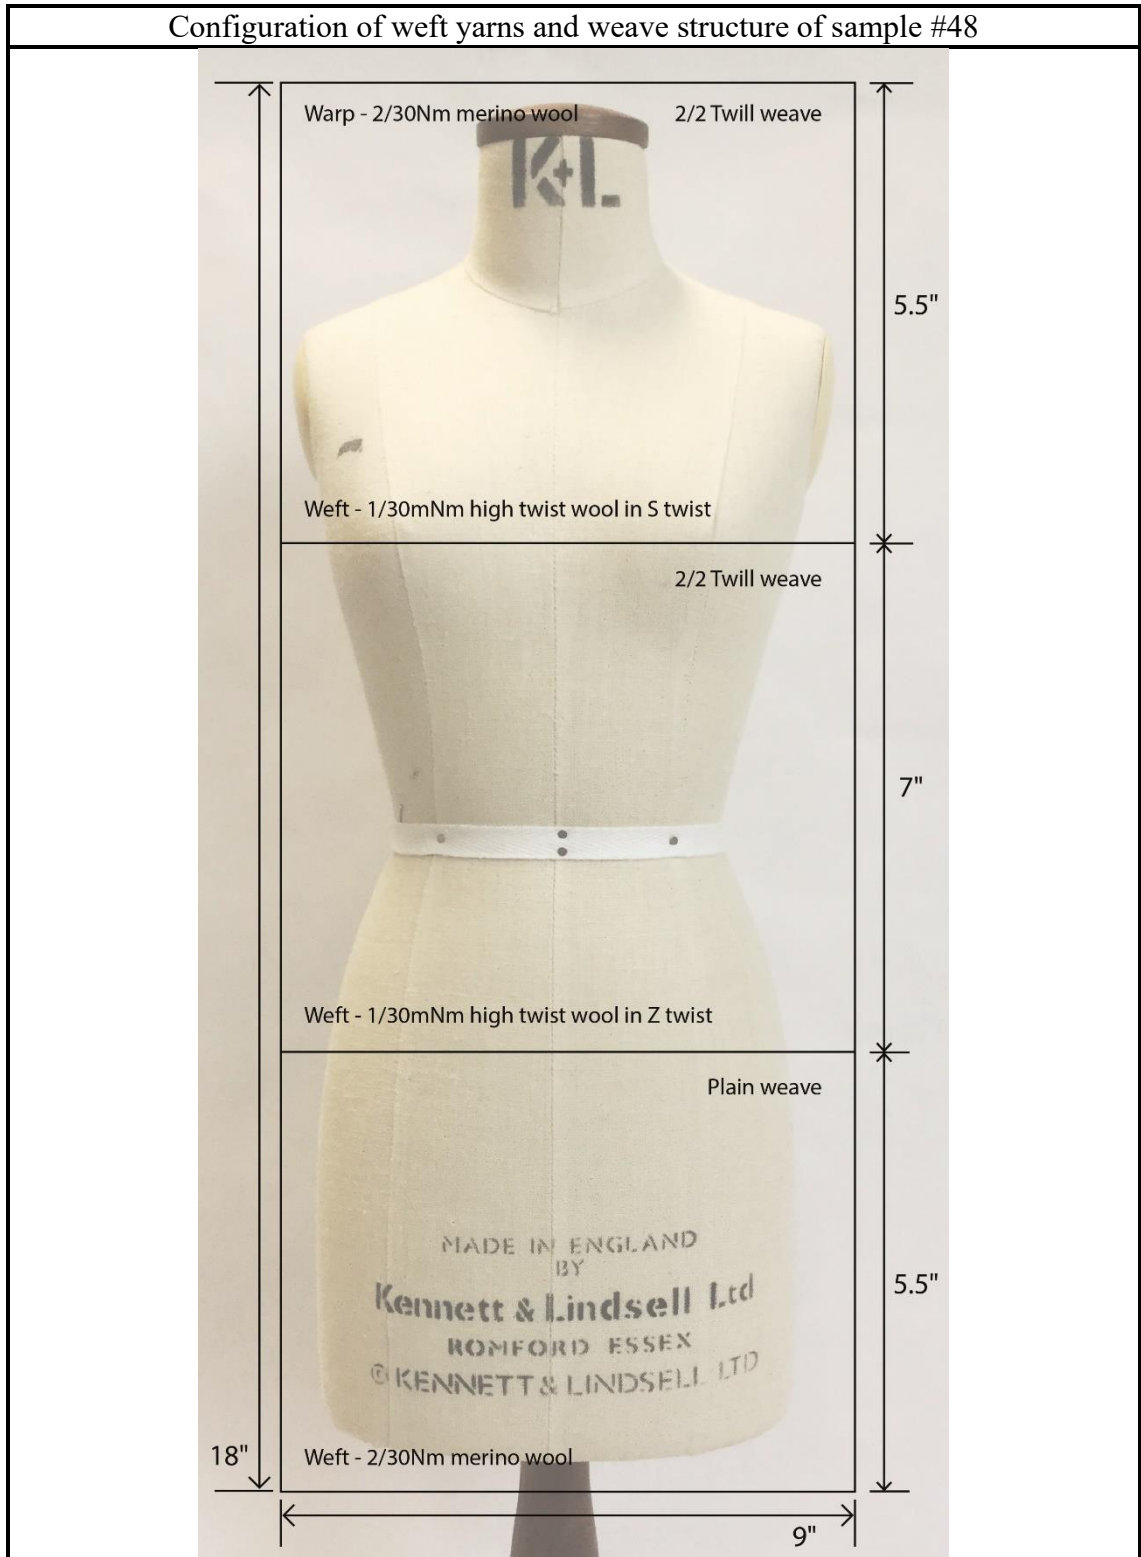 Configuration of weft yarns and weave structure of sample #48
Warp - 2/30Nm merino wool
2/2 Twill weave
K+L
5.5"
Weft - 1/30mNm high twist wool in S twist
2/2 Twill weave
7"
Weft - 1/30mNm high twist wool in Z twist
Plain weave
MADE IN ENGLAND
BY
Kennett & Lindsell Ltd
ROMFORD ESSEX
© KENNETT & LINDSELL LTD
5.5"
18"
Weft - 2/30Nm merino wool
9"